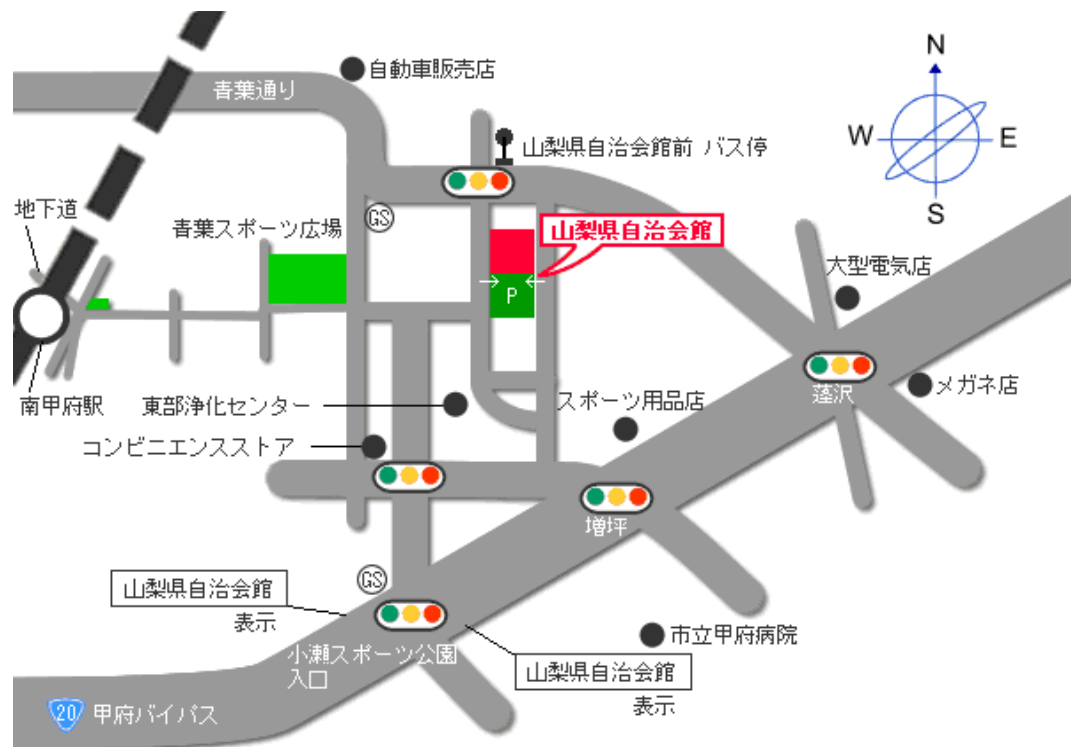 自動車販売店
青葉通り
N
W
E
S
山梨県自治会館前 バス停
地下道
青葉スポーツ広場
GS
山梨県自治会館
P
大型電気店
南甲府駅
東部浄化センター
コンビニエンスストア
スポーツ用品店
蓬沢
メガネ店
増坪
GS
山梨県自治会館
表示
小瀬スポーツ公園
入口
市立甲府病院
山梨県自治会館
表示
20
甲府バイパス